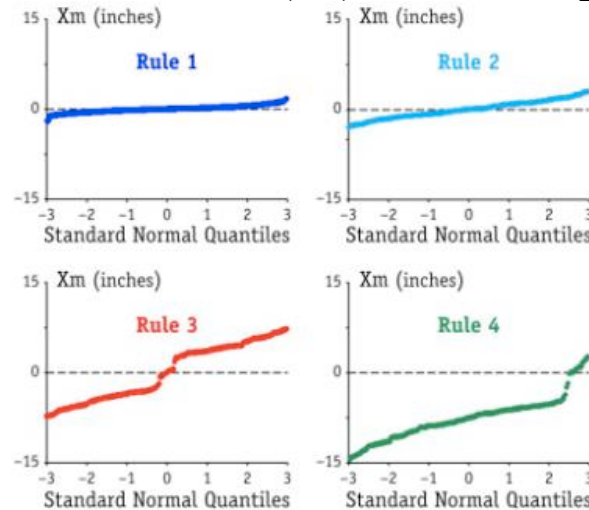 Xm (inches)
15
Rule 1
0
-15
-3 -2 -1 0 1 2 3
Standard Normal Quantiles
Xm (inches)
15
Rule 2
0
-15
-3 -2 -1 0 1 2 3
Standard Normal Quantiles
Xm (inches)
15
Rule 3
0
-15
-3 -2 -1 0 1 2 3
Standard Normal Quantiles
Xm (inches)
15
Rule 4
0
-15
-3 -2 -1 0 1 2 3
Standard Normal Quantiles